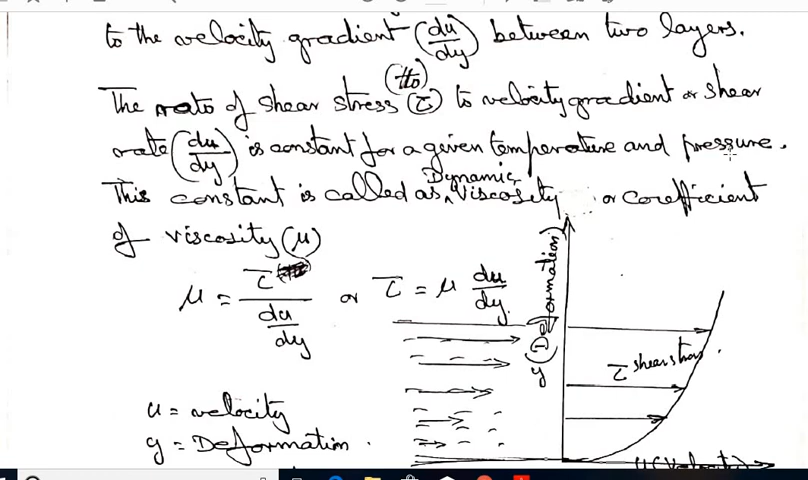 to the velocity gradient (du/dy) between two layers.
(Ho)
The rato of shear stress (τ) to velocity gradient or shear
rate (du/dy) is constant for a given temperature and pressure.
Dynamic
This constant is called as ^ Viscosity or coefficient
of viscosity (μ)
μ = τ / (du/dy) or τ = μ du/dy
y (Deformation)
τ shear stress
u = velocity
y = Deformation.